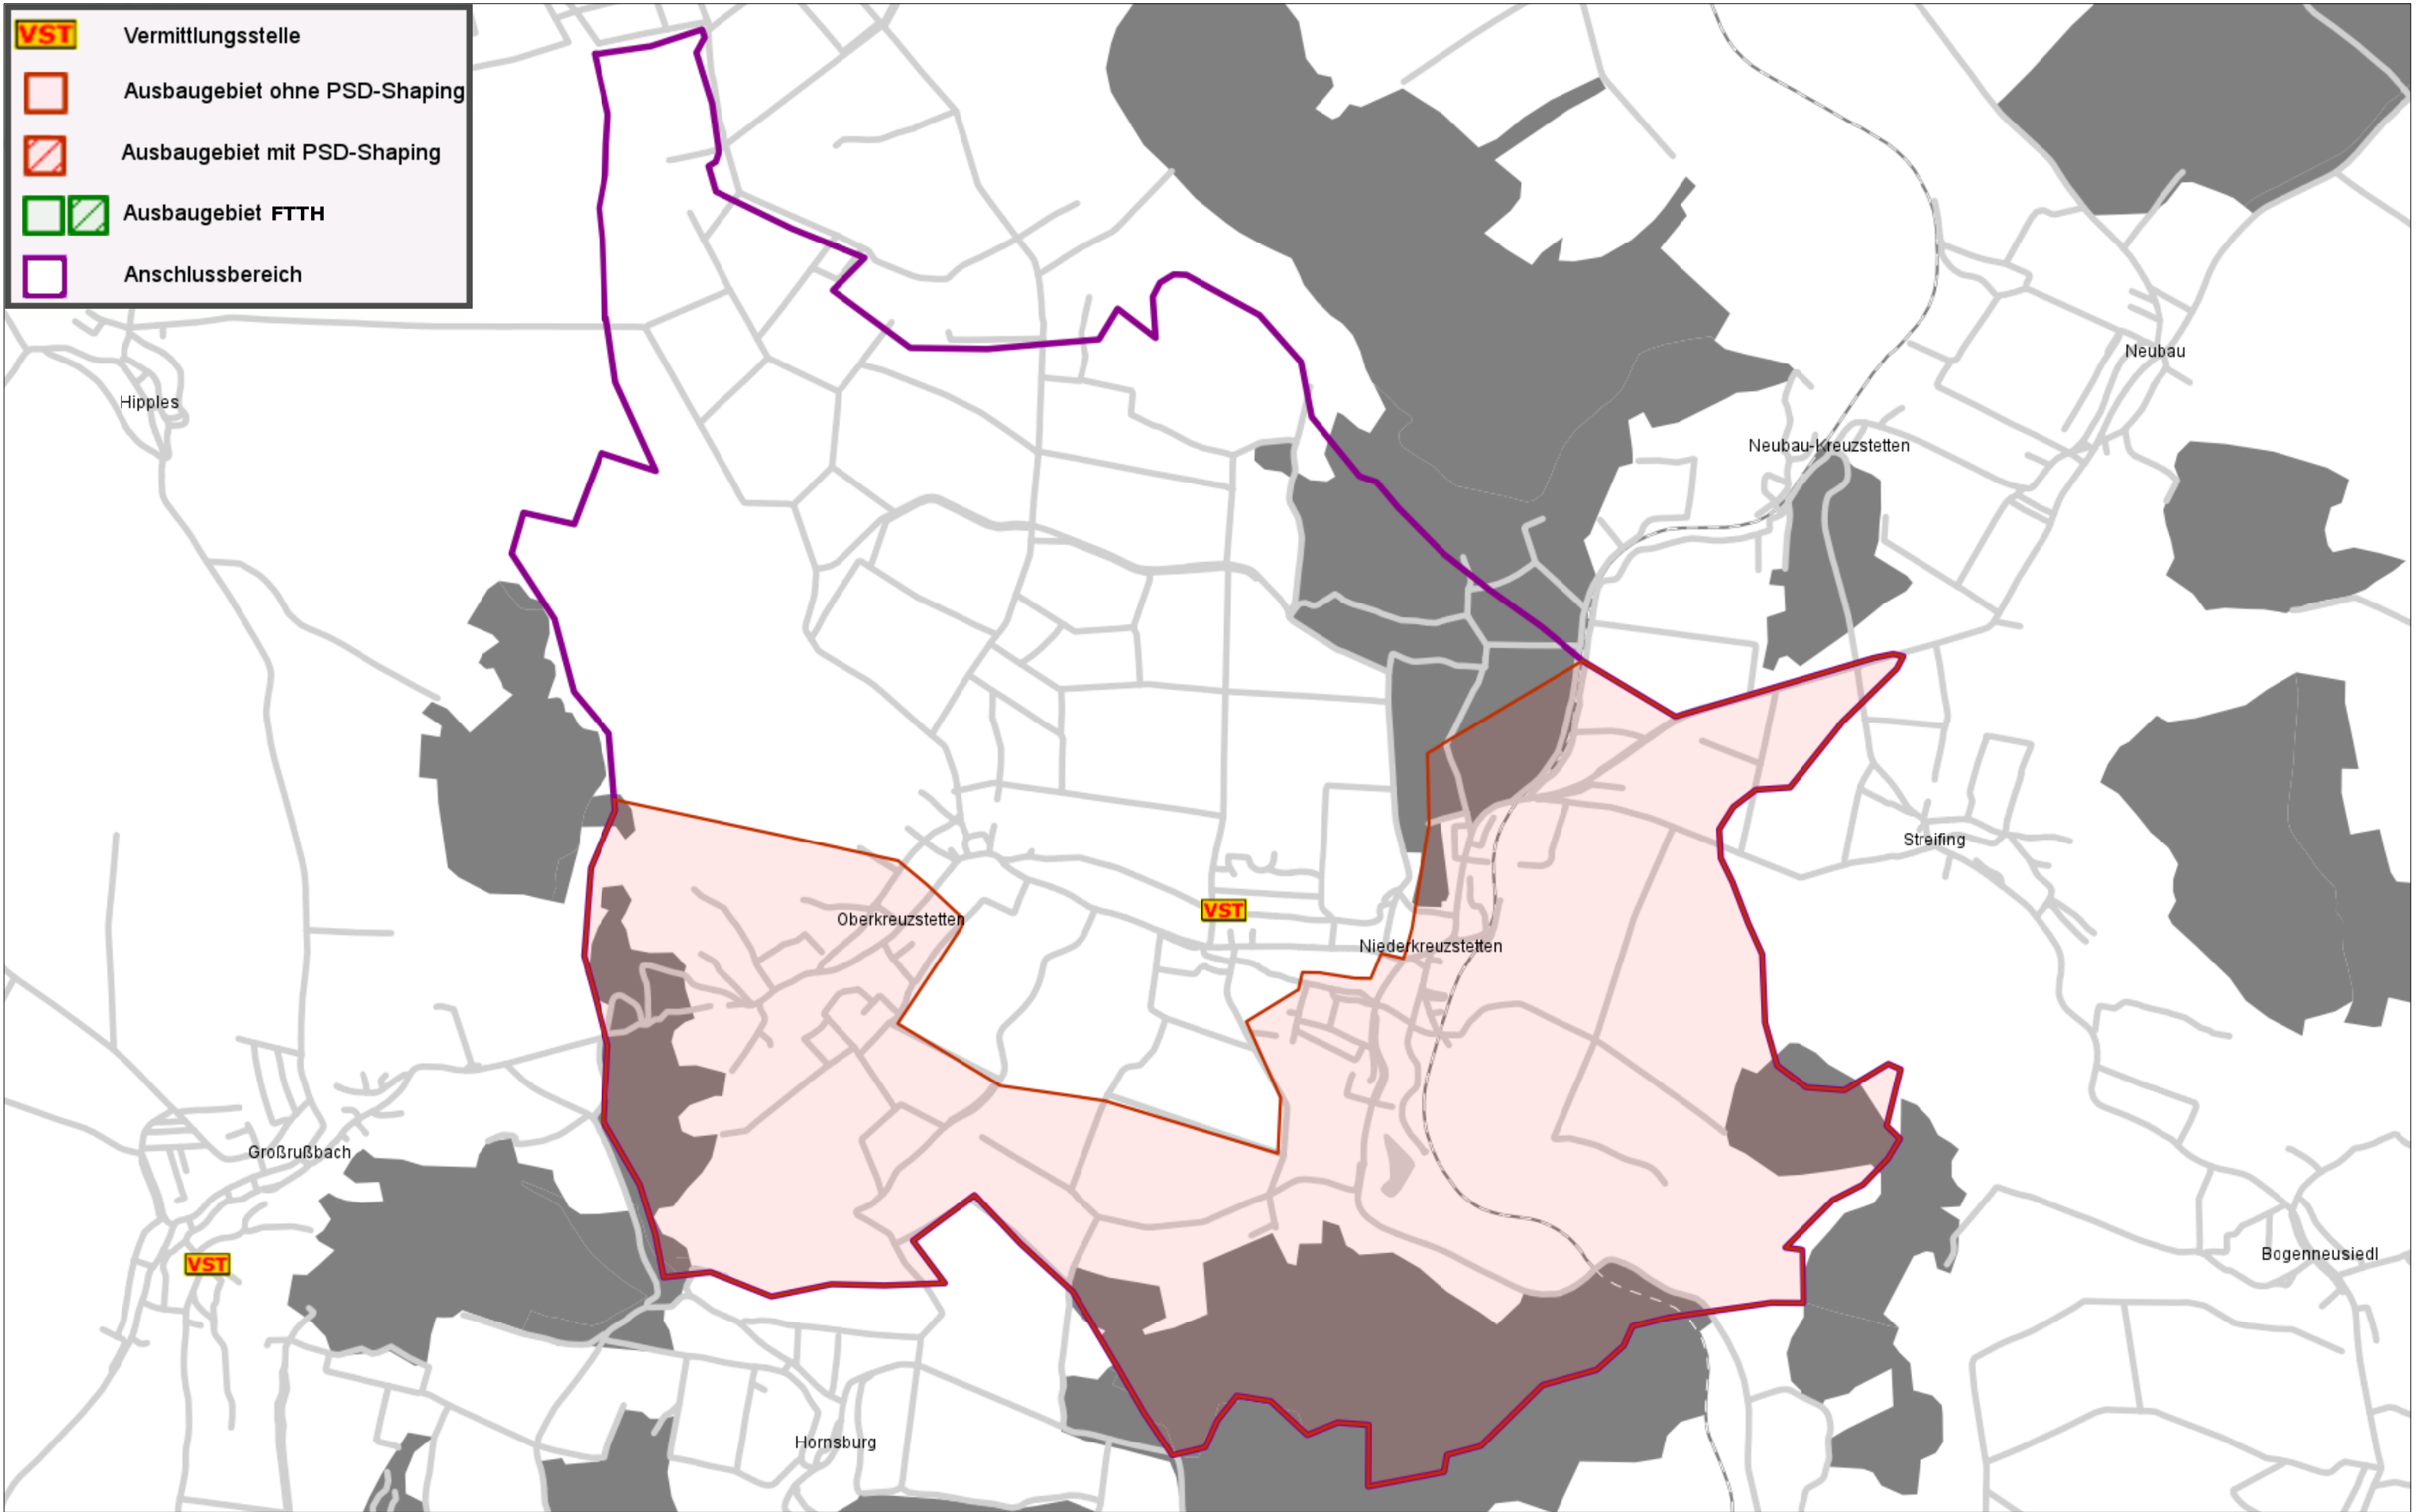 VST Vermittlungsstelle
Ausbaugebiet ohne PSD-Shaping
Ausbaugebiet mit PSD-Shaping
Ausbaugebiet FTTH
Anschlussbereich
Neubau
Hipples
Neubau-Kreuzstetten
Streifing
VST
Oberkreuzstetten
Niederkreuzstetten
Großrußbach
Bogenneusiedl
VST
Hornsburg